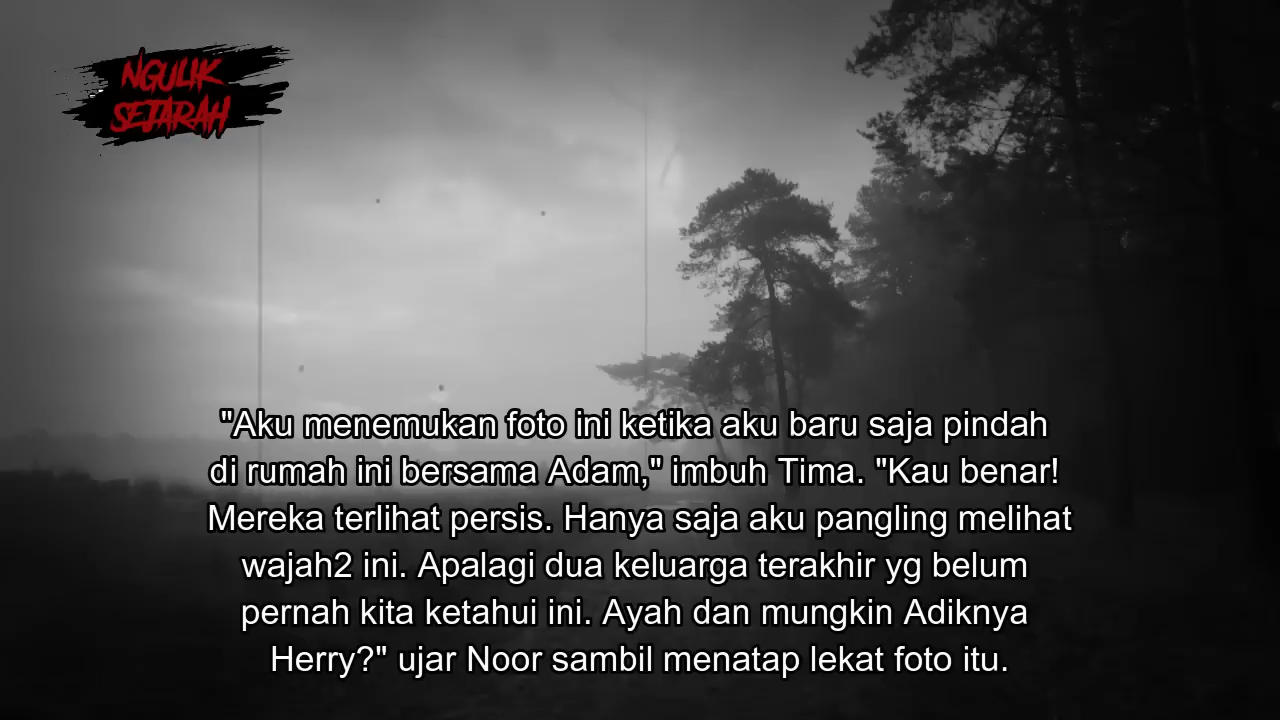 NGULIK
SEJARAH
"Aku menemukan foto ini ketika aku baru saja pindah
di rumah ini bersama Adam," imbuh Tima. "Kau benar!
Mereka terlihat persis. Hanya saja aku pangling melihat
wajah2 ini. Apalagi dua keluarga terakhir yg belum
pernah kita ketahui ini. Ayah dan mungkin Adiknya
Herry?" ujar Noor sambil menatap lekat foto itu.